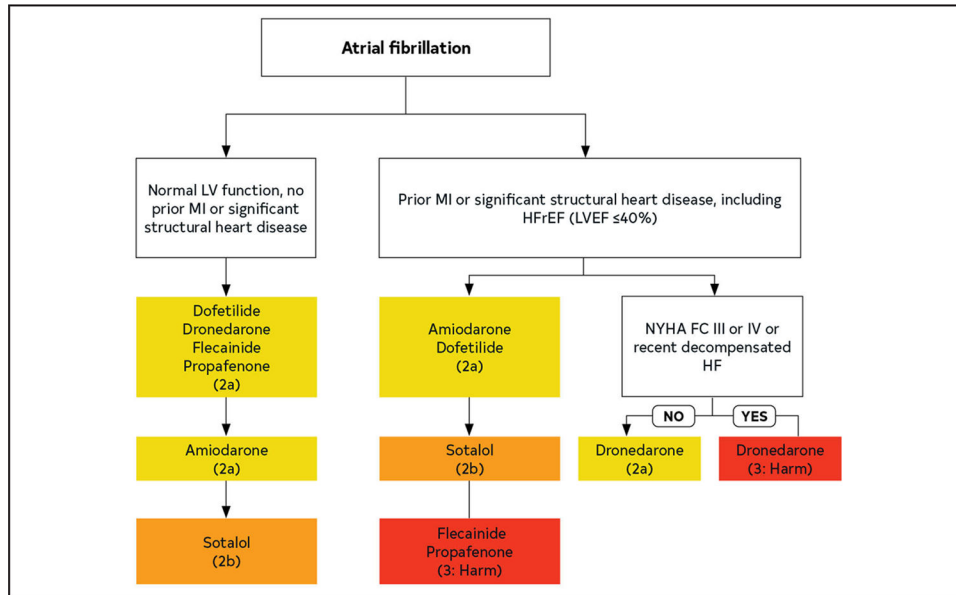 Atrial fibrillation
Normal LV function, no
prior MI or significant
structural heart disease
Prior MI or significant structural heart disease, including
HFrEF (LVEF ≤40%)
Dofetilide
Dronedarone
Flecainide
Propafenone
(2a)
Amiodarone
Dofetilide
(2a)
NYHA FC III or IV or
recent decompensated
HF
NO
YES
Amiodarone
(2a)
Sotalol
(2b)
Dronedarone
(2a)
Dronedarone
(3: Harm)
Sotalol
(2b)
Flecainide
Propafenone
(3: Harm)